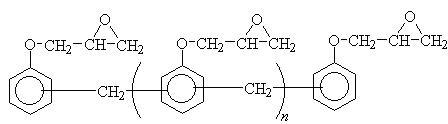 O O O
O-CH₂-CH-CH₂ O-CH₂-CH-CH₂ O-CH₂-CH-CH₂
CH₂ ( CH₂ )n